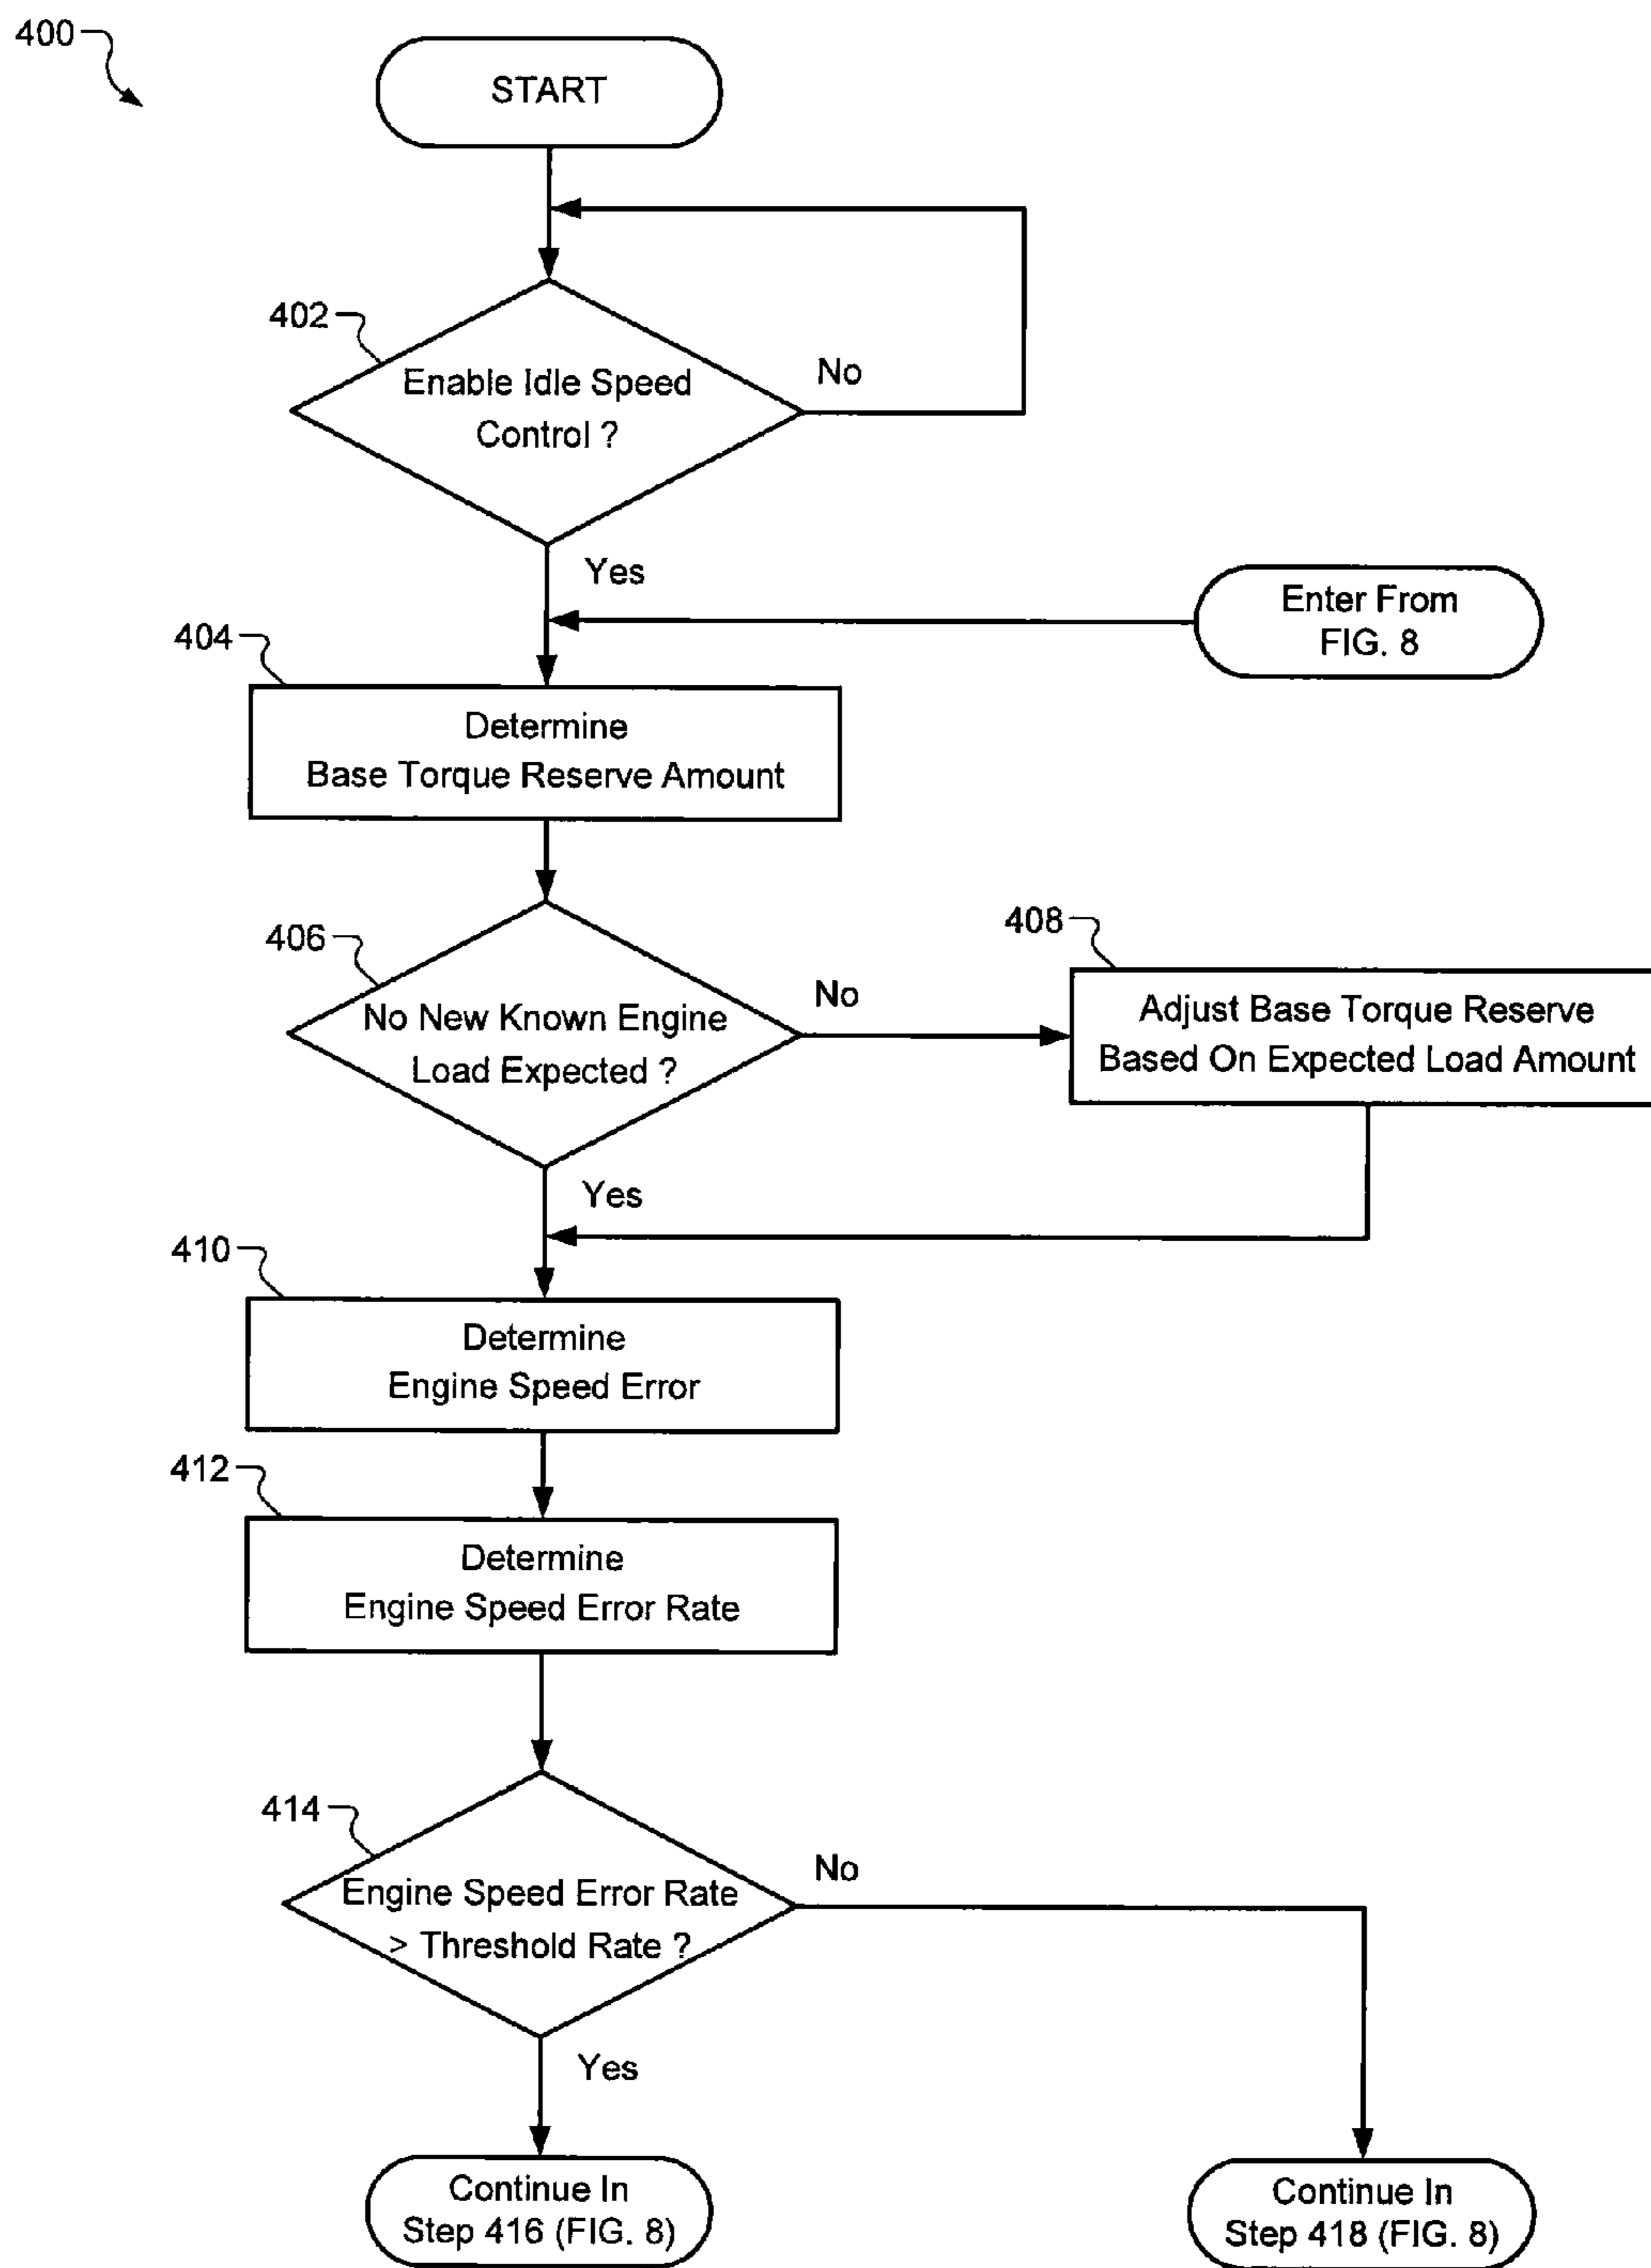 400
START
402
Enable Idle Speed
Control ?
No
Yes
Enter From
FIG. 8
404
Determine
Base Torque Reserve Amount
406
No New Known Engine
Load Expected ?
No
408
Adjust Base Torque Reserve
Based On Expected Load Amount
Yes
410
Determine
Engine Speed Error
412
Determine
Engine Speed Error Rate
414
Engine Speed Error Rate
> Threshold Rate ?
No
Yes
Continue In
Step 416 (FIG. 8)
Continue In
Step 418 (FIG. 8)